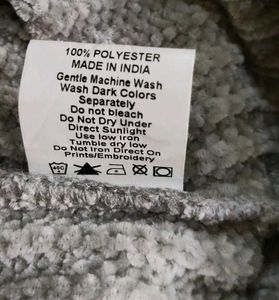 100% POLYESTER
MADE IN INDIA
Gentle Machine Wash
Wash Dark Colors
Separately
Do not bleach
Do Not Dry Under
Direct Sunlight
Use low iron
Tumble dry low
Do Not Iron Direct On
Prints/Embroidery